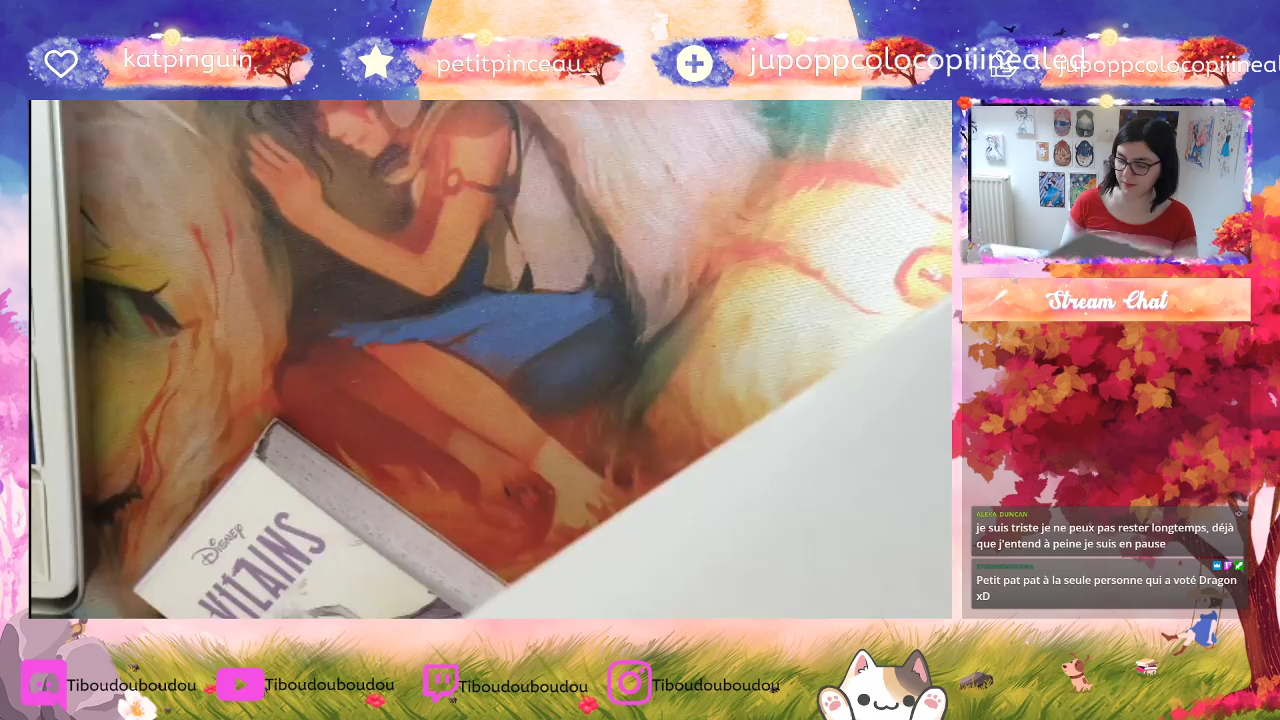 katpinguin
petitpinceau
jupoppcolocopiiinealed
jupoppcolocopiiineal
Stream Chat
ALEXA DUNCAN
je suis triste je ne peux pas rester longtemps, déjà
que j'entend à peine je suis en pause
Petit pat pat à la seule personne qui a voté Dragon
xD
DISNEY
VILAINS
Tiboudouboudou
Tiboudouboudou
Tiboudouboudou
Tiboudouboudou